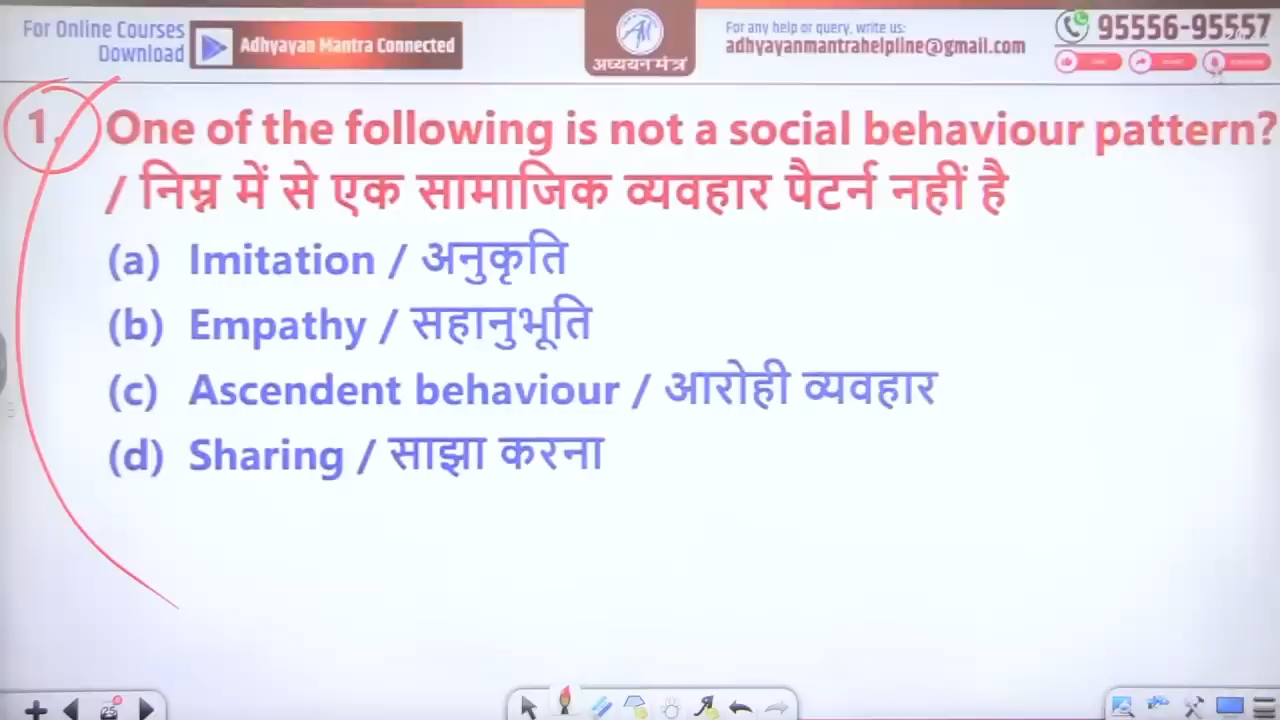 For Online Courses
Download
Adhyayan Mantra Connected
अध्ययन मंत्र
For any help or query, write us:
adhyayanmantrahelpline@gmail.com
95556-95557
1. One of the following is not a social behaviour pattern?
/ निम्न में से एक सामाजिक व्यवहार पैटर्न नहीं है
(a) Imitation / अनुकृति
(b) Empathy / सहानुभूति
(c) Ascendent behaviour / आरोही व्यवहार
(d) Sharing / साझा करना
25